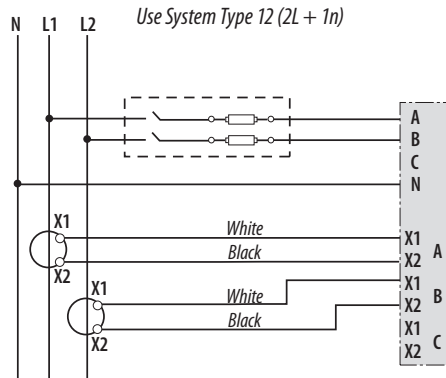 Use System Type 12 (2L + 1n)
N L1 L2
A
B
C
N
X1 White X1
X2 Black X2 A
X1 White X1
X2 Black X2 B
X1
X2 C